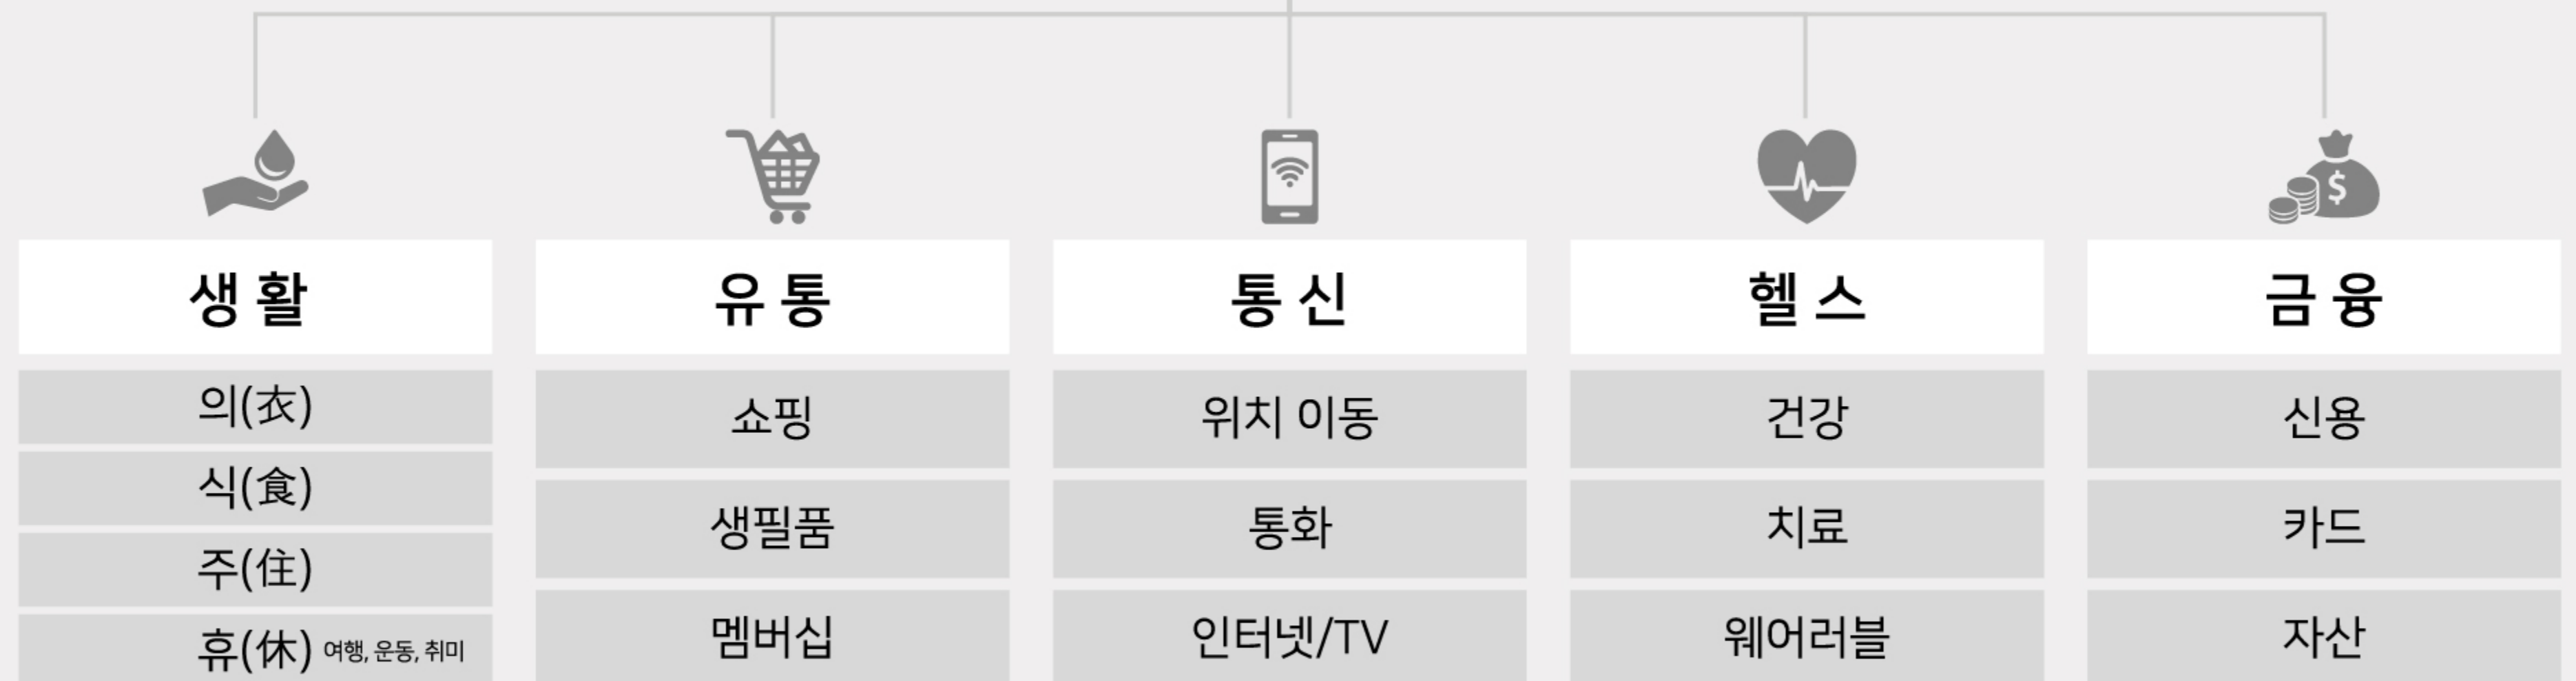 생활
의(衣)
식(食)
주(住)
휴(休) 여행, 운동, 취미
유통
쇼핑
생필품
멤버십
통신
위치 이동
통화
인터넷/TV
헬스
건강
치료
웨어러블
금융
신용
카드
자산